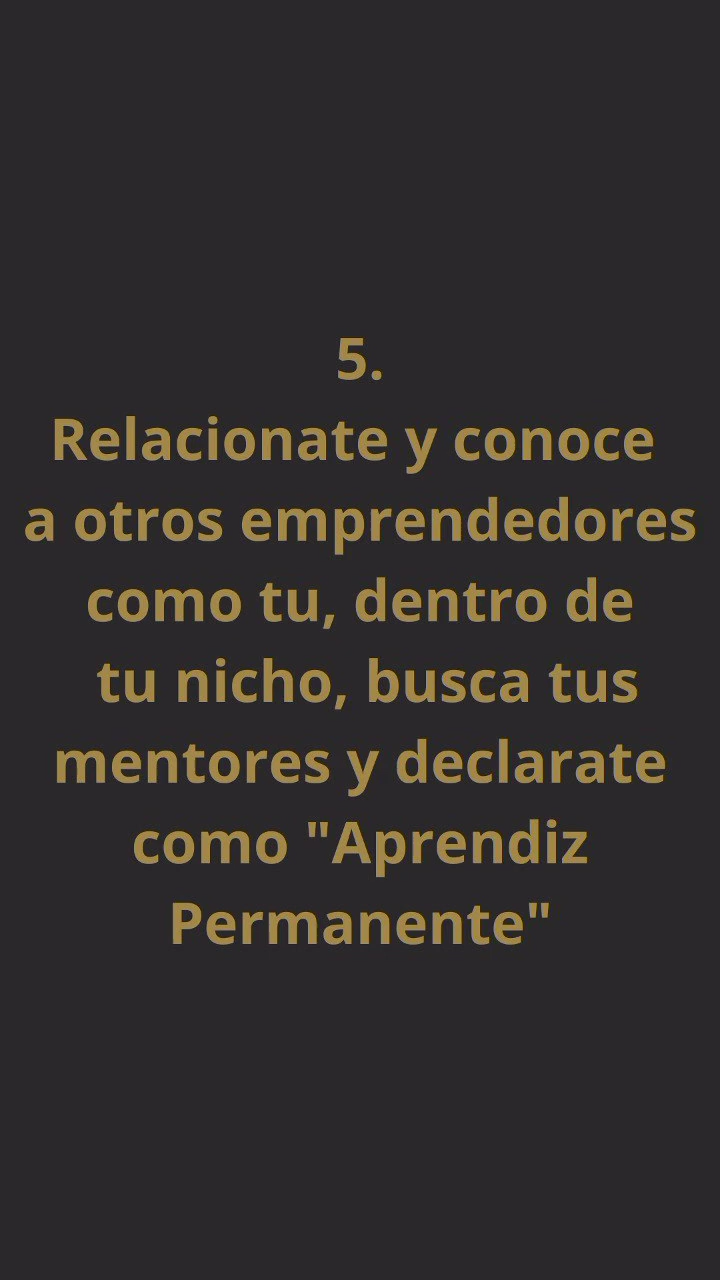 5.
Relacionate y conoce
a otros emprendedores
como tu, dentro de
tu nicho, busca tus
mentores y declarate
como "Aprendiz
Permanente"